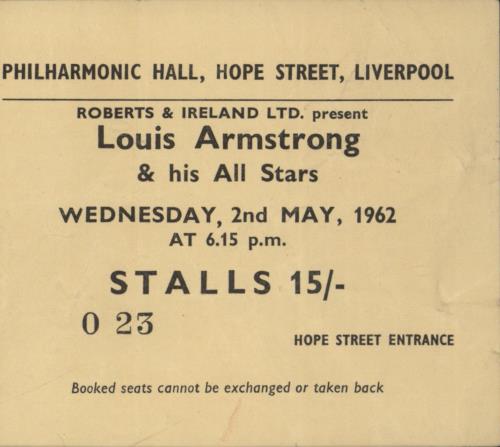 PHILHARMONIC HALL, HOPE STREET, LIVERPOOL
ROBERTS & IRELAND LTD. present
Louis Armstrong
& his All Stars
WEDNESDAY, 2nd MAY, 1962
AT 6.15 p.m.
STALLS 15/-
O 23
HOPE STREET ENTRANCE
Booked seats cannot be exchanged or taken back